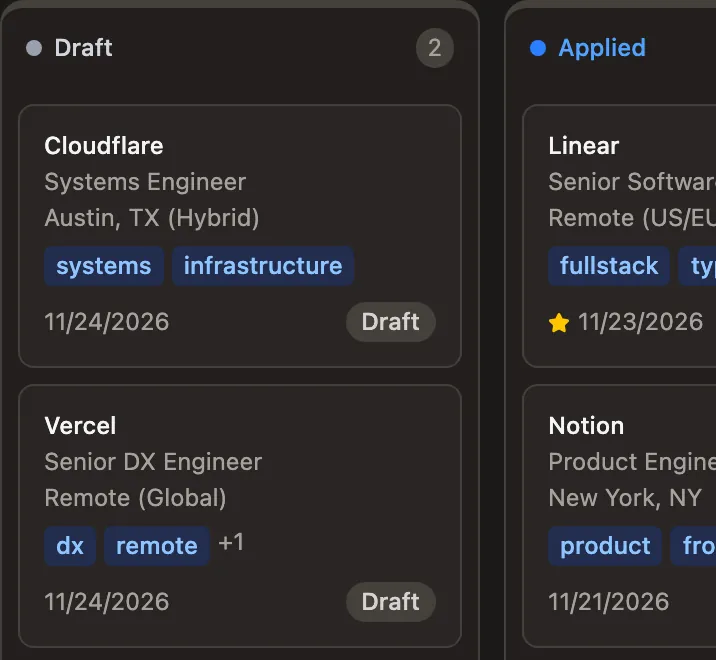 Draft
2
Cloudflare
Systems Engineer
Austin, TX (Hybrid)
systems infrastructure
11/24/2026 Draft
Vercel
Senior DX Engineer
Remote (Global)
dx remote +1
11/24/2026 Draft
Applied
Linear
Senior
Remote (US/EU
fullstack
11/23/2026
Notion
Product
New York, NY
product
11/21/2026